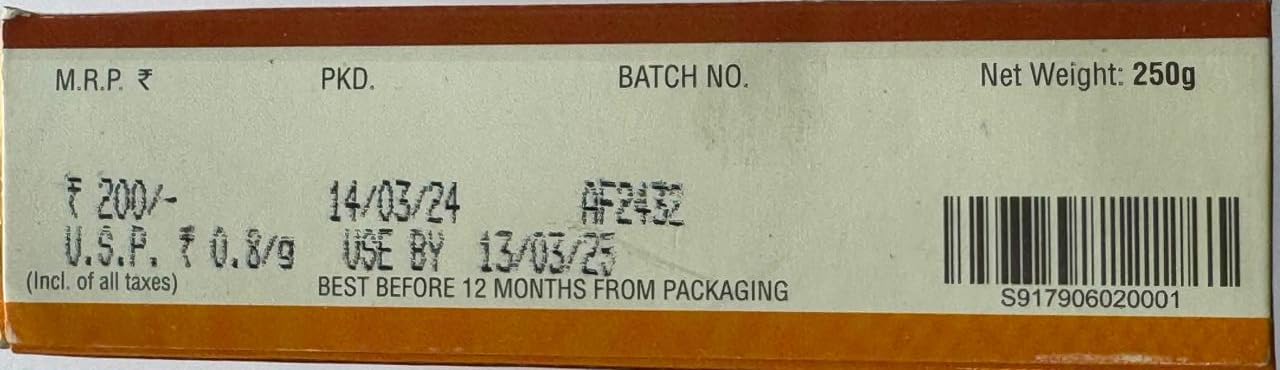 M.R.P. ₹ PKD. BATCH NO. Net Weight: 250g
₹ 200/- 14/03/24 AF2432
U.S.P. ₹ 0.8/g USE BY 13/03/25
(Incl. of all taxes) BEST BEFORE 12 MONTHS FROM PACKAGING
S917906020001